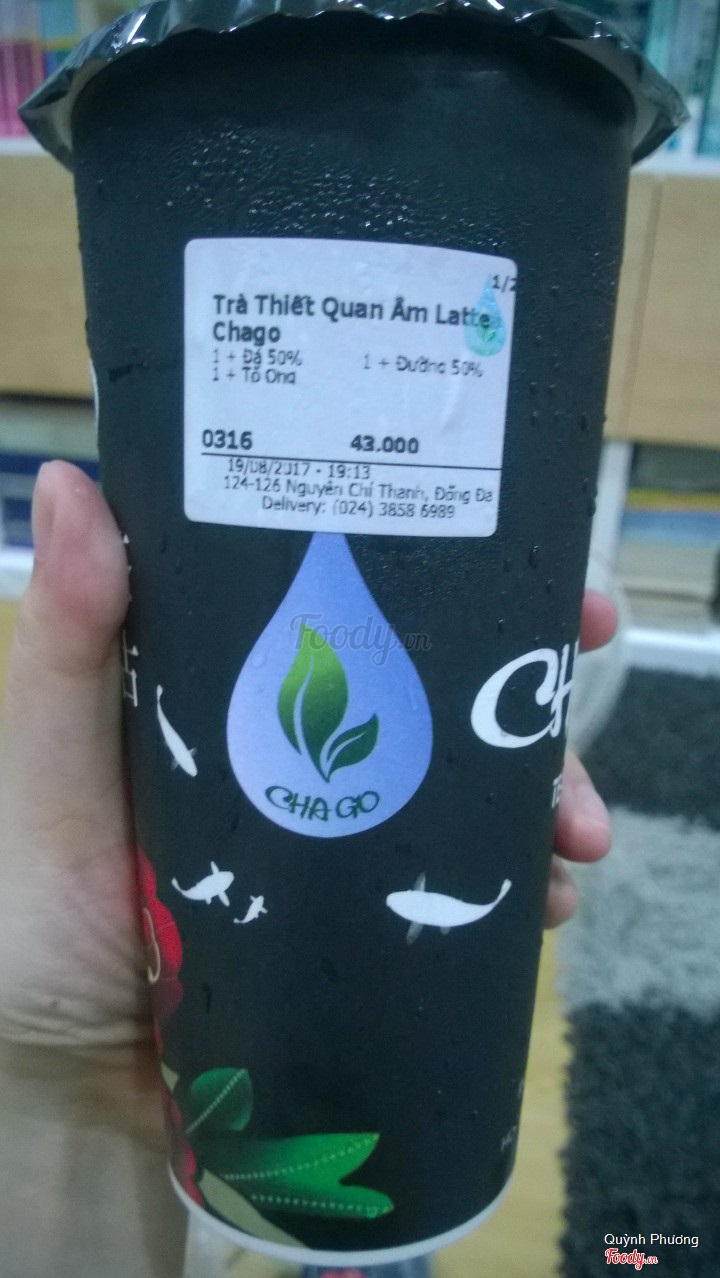 1/2
Trà Thiết Quan Âm Latte
Chago
1 + Đá 50% 1 + Đường 50%
1 + Tổ Ong
0316 43.000
19/08/2017 - 19:13
124-126 Nguyễn Chí Thanh, Đống Đa
Delivery: (024) 3858 6989
Foody.vn
CH
CHAGO
Quỳnh Phương
Foody.vn